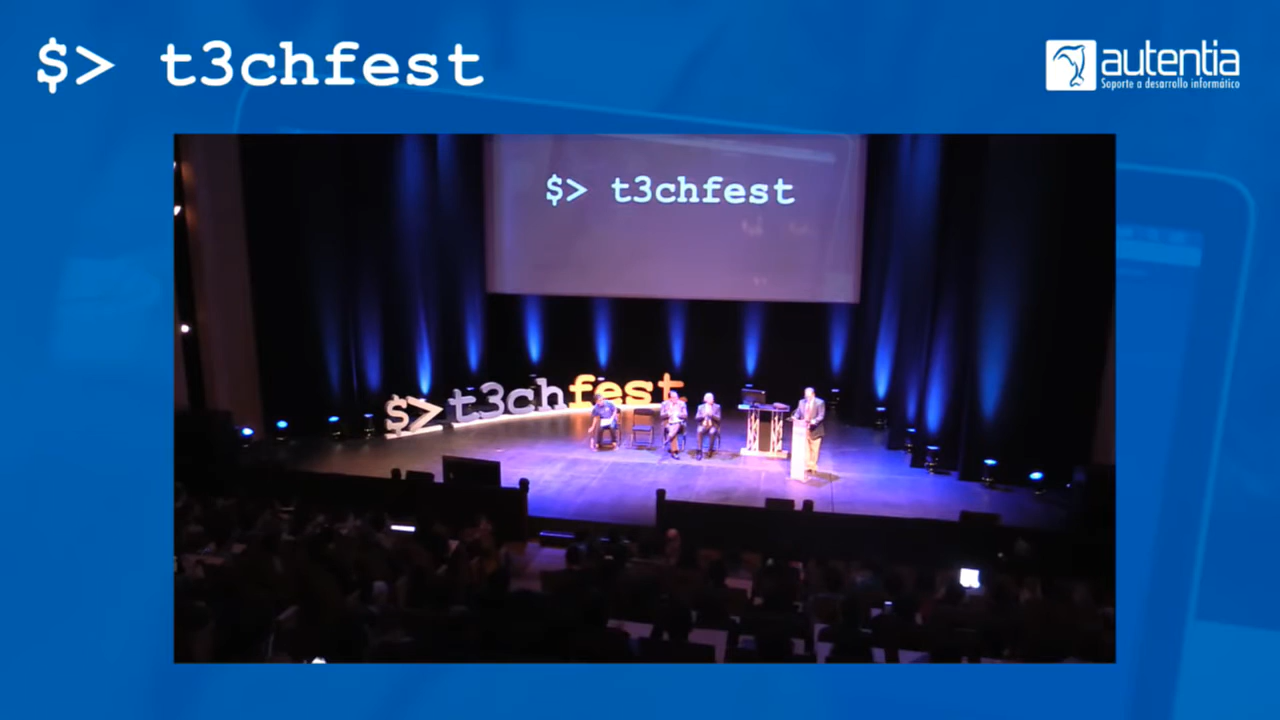 $> t3chfest
autentia
Soporte a desarrollo informático
$> t3chfest
$> t3chfest